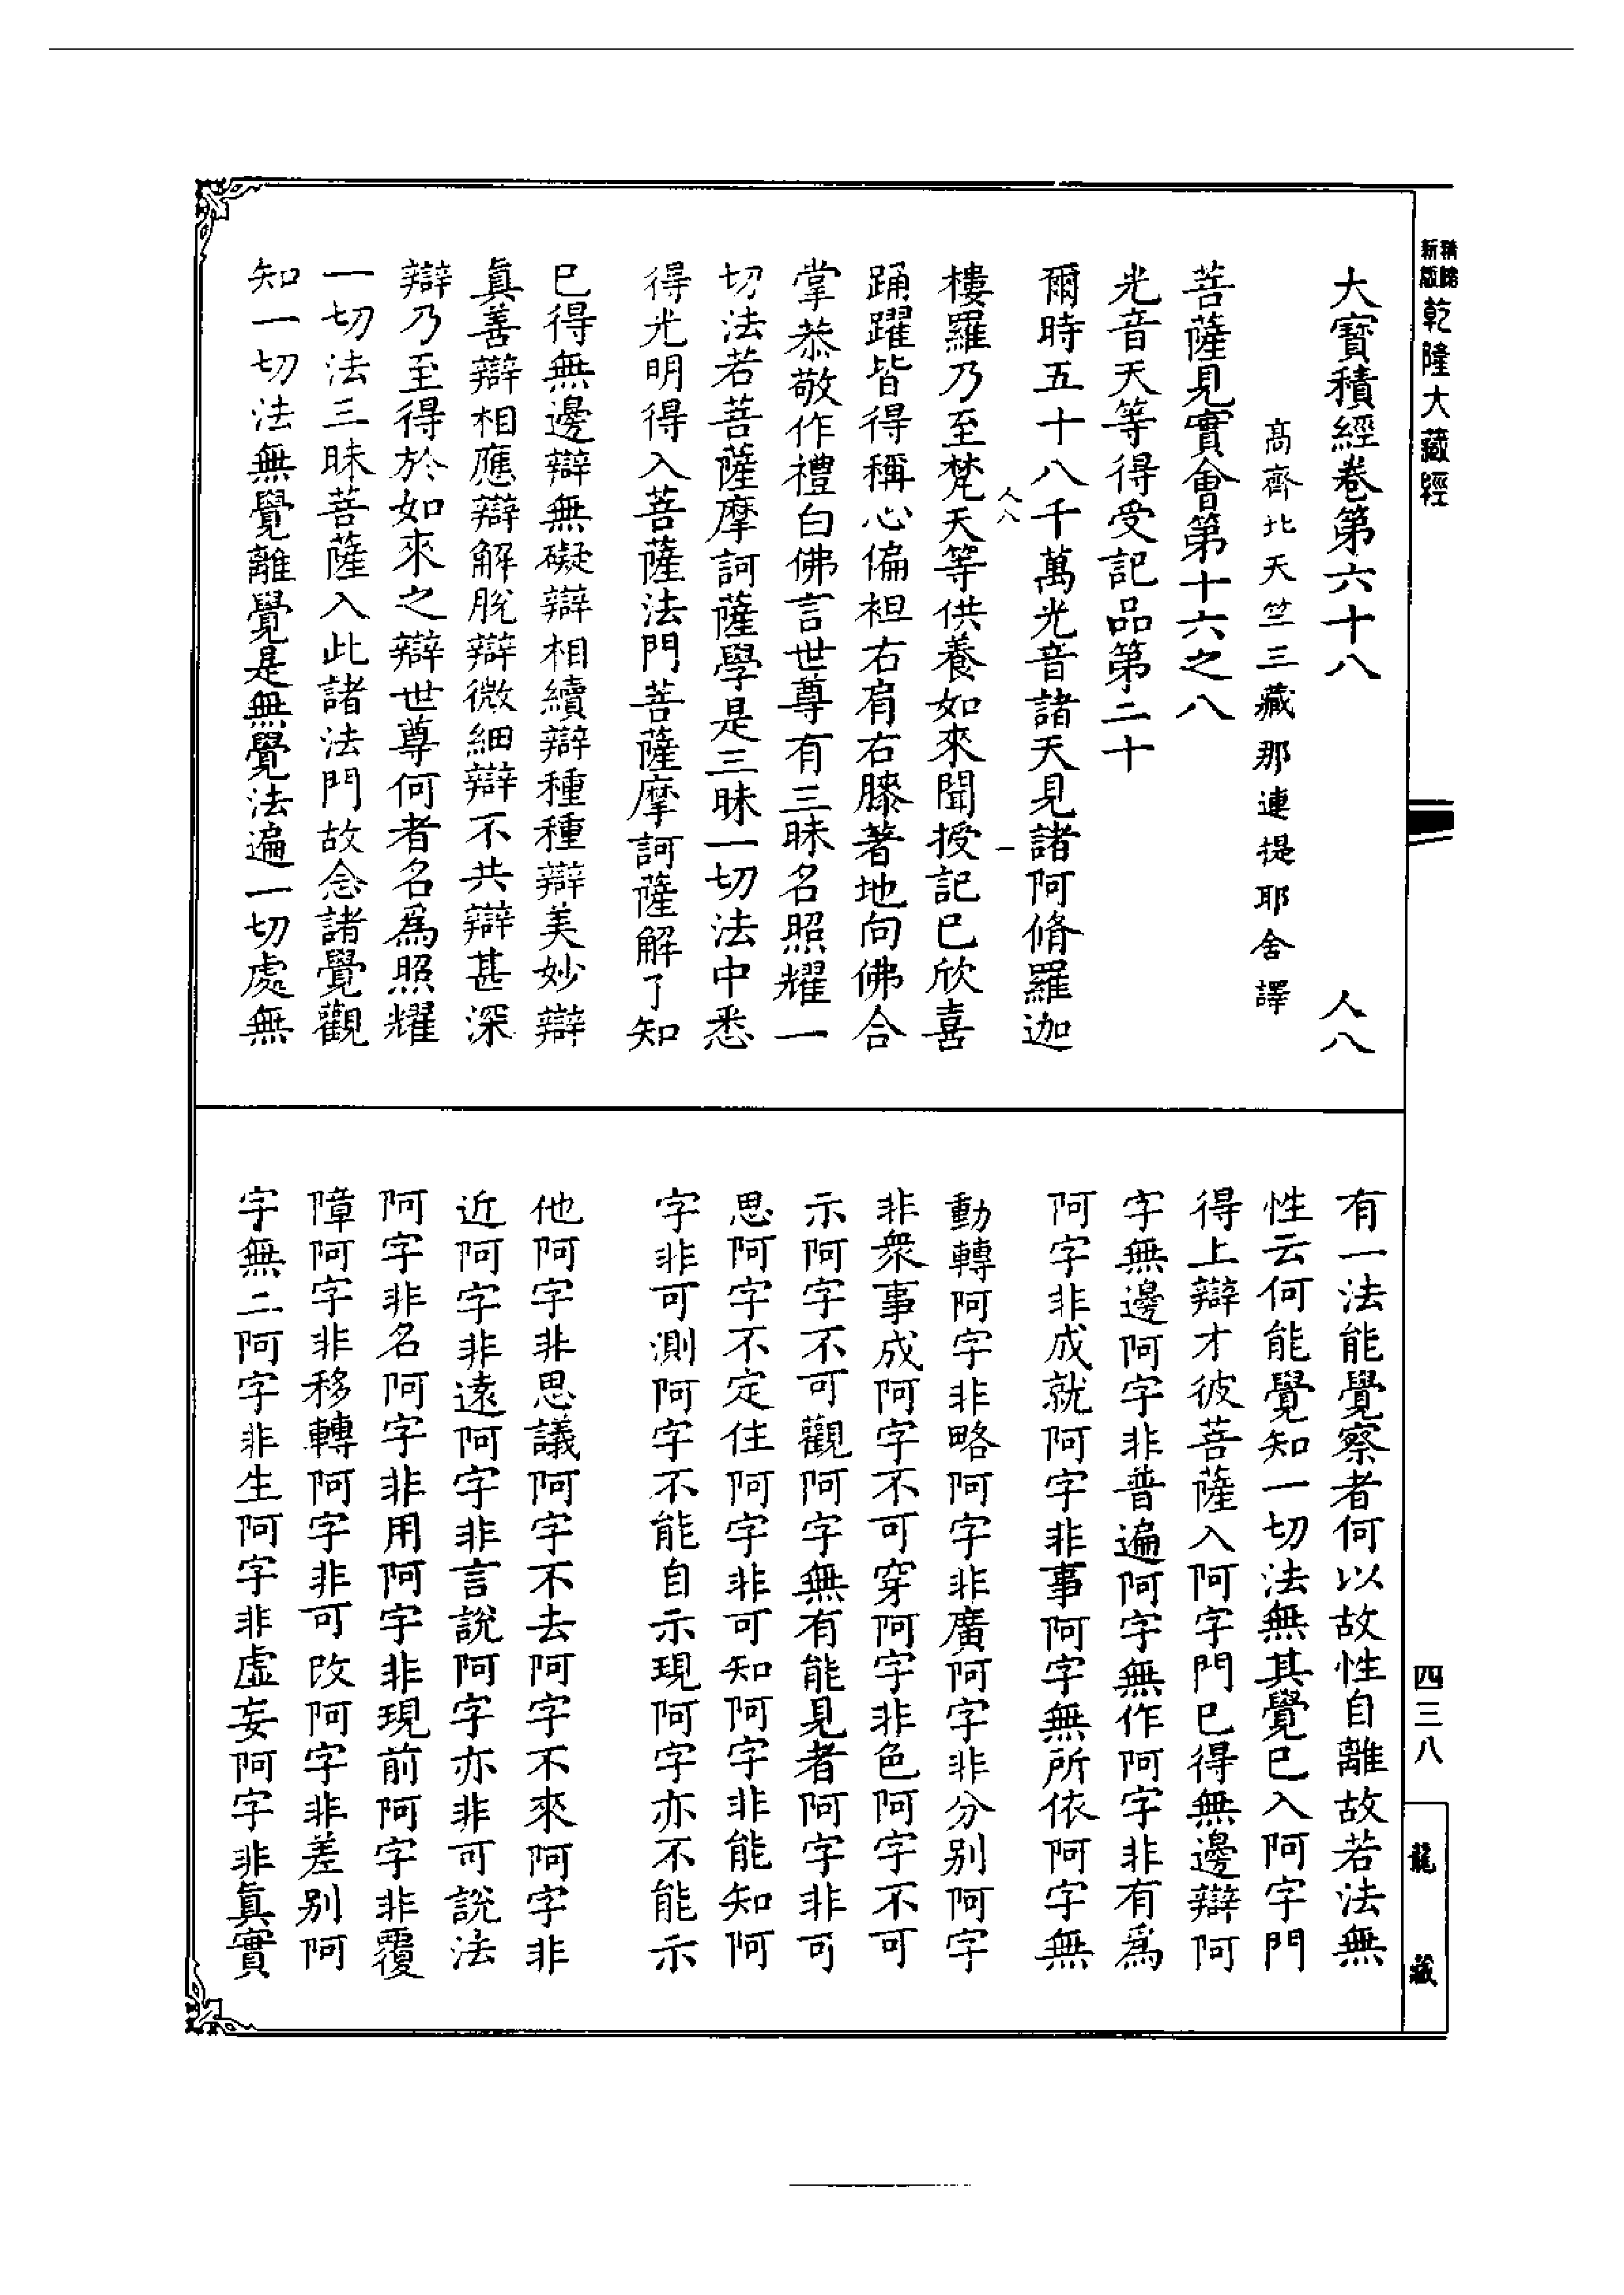 新版精縮乾隆大藏經
四三八
龍藏
大寶積經卷第六十八 人八
高齊北天竺三藏那連提耶舍譯
菩薩見實會第十六之八
光音天等得受記品第二十
爾時五十八千萬光音諸天見諸阿脩羅迦
人八 一
樓羅乃至梵天等供養如來聞授記已欣喜
踊躍皆得稱心偏袒右肩右膝著地向佛合
掌恭敬作禮白佛言世尊有三昧名照耀一
切法若菩薩摩訶薩學是三昧一切法中悉
得光明得入菩薩法門菩薩摩訶薩解了知
已得無邊辯無礙辯相續辯種種辯美妙辯
眞善辯相應辯解脫辯微細辯不共辯甚深
辯乃至得於如來之辯世尊何者名爲照耀
一切法三昧菩薩入此諸法門故念諸覺觀
知一切法無覺離覺是無覺法遍一切處無
有一法能覺察者何以故性自離故若法無
性云何能覺知一切法無其覺已入阿字門
得上辯才彼菩薩入阿字門已得無邊辯阿
字無邊阿字非普遍阿字無作阿字非有爲
阿字非成就阿字非事阿字無所依阿字無
動轉阿字非略阿字非廣阿字非分別阿字
非衆事成阿字不可穿阿字非色阿字不可
示阿字不可觀阿字無有能見者阿字非可
思阿字不定住阿字非可知阿字非能知阿
字非可測阿字不能自示現阿字亦不能示
他阿字非思議阿字不去阿字不來阿字非
近阿字非遠阿字非言說阿字亦非可說法
阿字非名阿字非用阿字非現前阿字非覆
障阿字非移轉阿字非可改阿字非差別阿
字無二阿字非生阿字非虛妄阿字非眞實